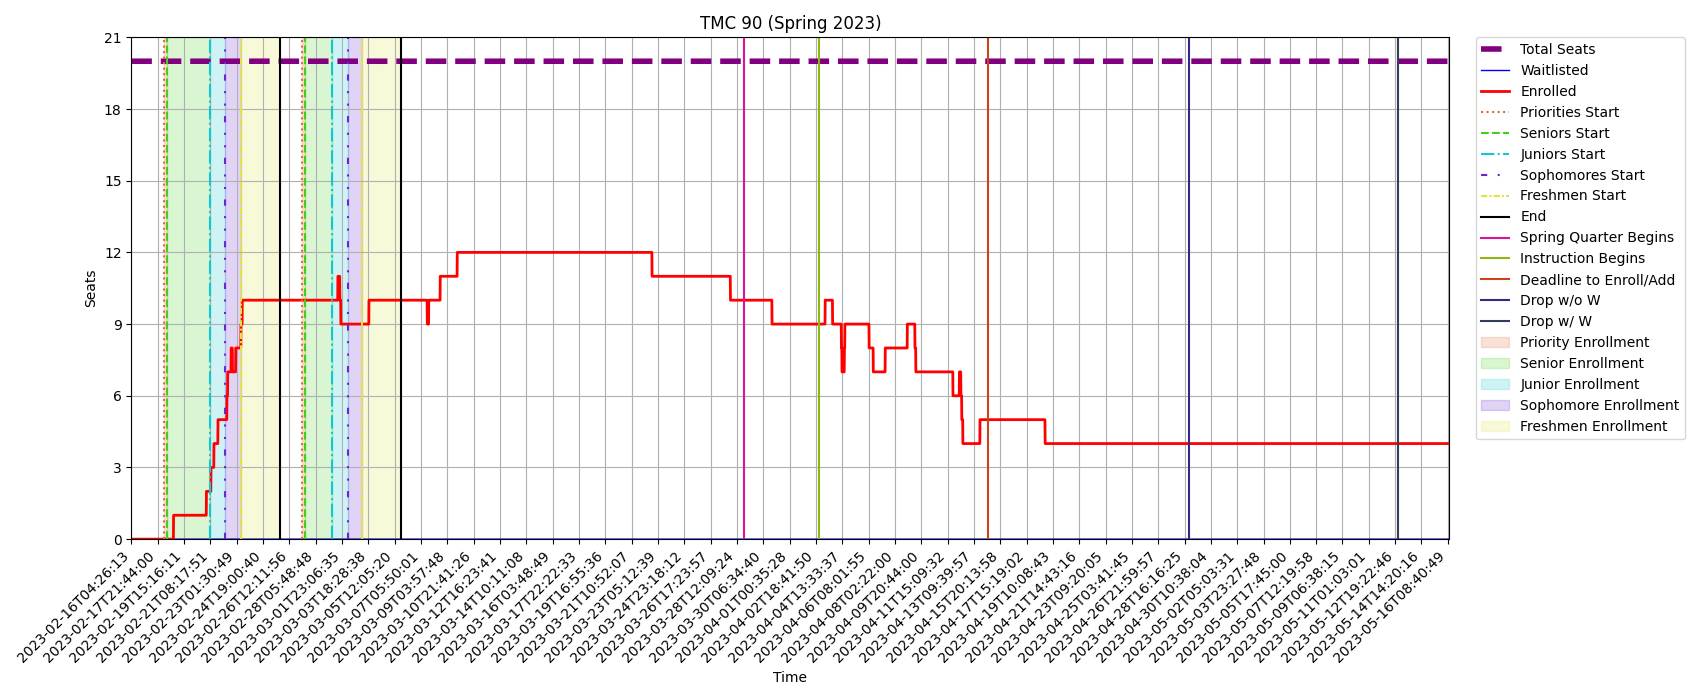 TMC 90 (Spring 2023)
21
18
15
12
9
6
3
0
Seats
2023-02-16T04:26:13
2023-02-17T21:44:00
2023-02-19T15:16:11
2023-02-21T08:17:51
2023-02-23T01:30:49
2023-02-24T19:00:40
2023-02-26T12:11:56
2023-02-28T05:48:48
2023-03-01T23:06:35
2023-03-03T18:28:38
2023-03-05T12:05:20
2023-03-07T05:50:01
2023-03-09T03:57:48
2023-03-10T21:41:26
2023-03-12T16:23:41
2023-03-14T10:11:08
2023-03-16T03:48:49
2023-03-17T22:22:33
2023-03-19T16:55:36
2023-03-21T10:52:07
2023-03-23T05:12:39
2023-03-24T23:18:12
2023-03-26T17:23:57
2023-03-28T12:09:24
2023-03-30T06:34:40
2023-04-01T00:35:28
2023-04-02T18:41:50
2023-04-04T13:33:37
2023-04-06T08:01:55
2023-04-08T02:22:00
2023-04-09T20:44:00
2023-04-11T15:09:32
2023-04-13T09:39:57
2023-04-15T20:13:58
2023-04-17T15:19:02
2023-04-19T10:08:43
2023-04-21T14:43:16
2023-04-23T09:20:05
2023-04-25T03:41:45
2023-04-26T21:59:57
2023-04-28T16:16:25
2023-04-30T10:38:04
2023-05-02T05:03:31
2023-05-03T23:27:48
2023-05-05T17:45:00
2023-05-07T12:19:58
2023-05-09T06:38:15
2023-05-11T01:03:01
2023-05-12T19:22:46
2023-05-14T14:20:16
2023-05-16T08:40:49
Time
Total Seats
Waitlisted
Enrolled
Priorities Start
Seniors Start
Juniors Start
Sophomores Start
Freshmen Start
End
Spring Quarter Begins
Instruction Begins
Deadline to Enroll/Add
Drop w/o W
Drop w/ W
Priority Enrollment
Senior Enrollment
Junior Enrollment
Sophomore Enrollment
Freshmen Enrollment